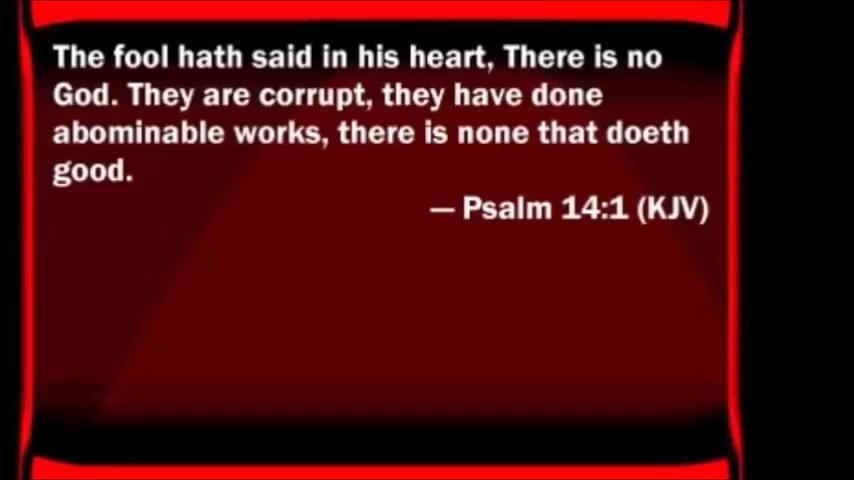 The fool hath said in his heart, There is no
God. They are corrupt, they have done
abominable works, there is none that doeth
good.
— Psalm 14:1 (KJV)